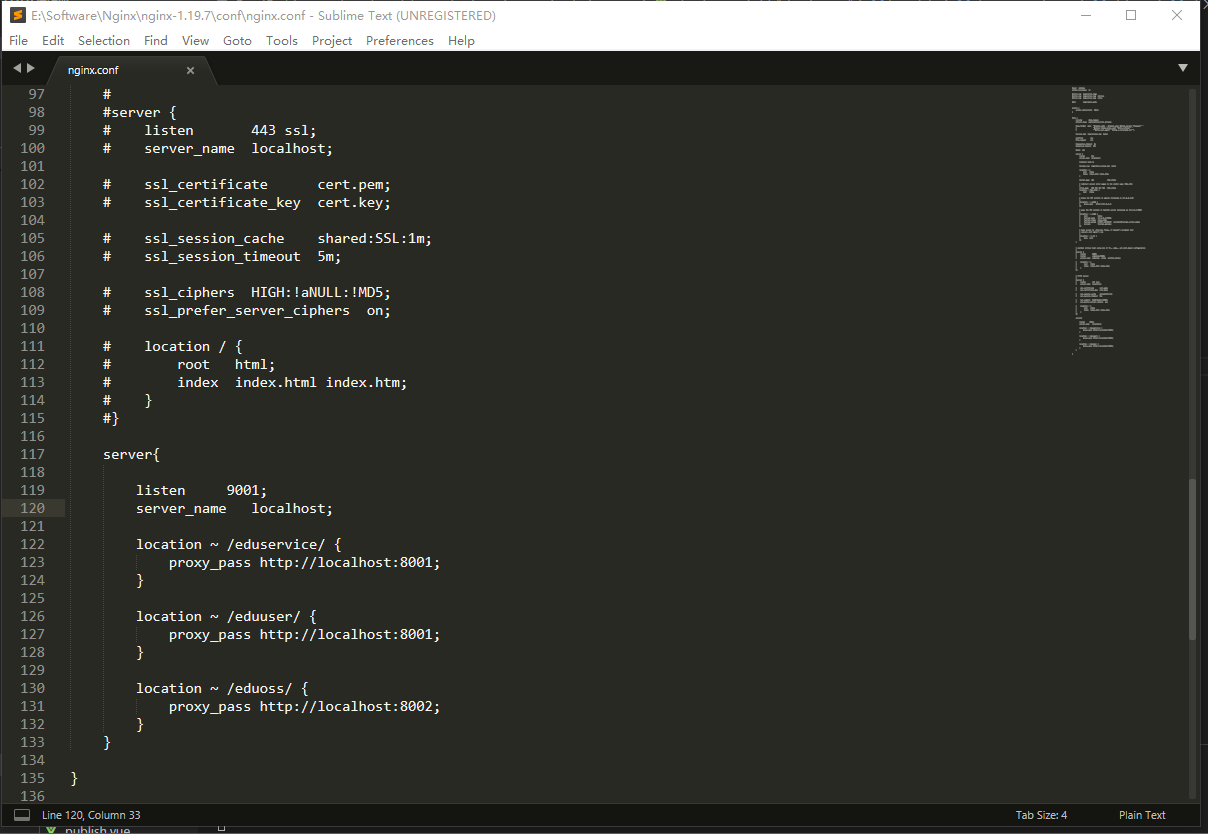 E:\Software\Nginx\nginx-1.19.7\conf\nginx.conf - Sublime Text (UNREGISTERED)
File Edit Selection Find View Goto Tools Project Preferences Help
nginx.conf
97 #
98 #server {
99 #    listen       443 ssl;
100 #    server_name  localhost;
101
102 #    ssl_certificate      cert.pem;
103 #    ssl_certificate_key  cert.key;
104
105 #    ssl_session_cache    shared:SSL:1m;
106 #    ssl_session_timeout  5m;
107
108 #    ssl_ciphers  HIGH:!aNULL:!MD5;
109 #    ssl_prefer_server_ciphers  on;
110
111 #    location / {
112 #        root   html;
113 #        index  index.html index.htm;
114 #    }
115 #}
116
117 server{
118
119     listen     9001;
120     server_name   localhost;
121
122     location ~ /eduservice/ {
123         proxy_pass http://localhost:8001;
124     }
125
126     location ~ /eduuser/ {
127         proxy_pass http://localhost:8001;
128     }
129
130     location ~ /eduoss/ {
131         proxy_pass http://localhost:8002;
132     }
133 }
134
135 }
136
Line 120, Column 33 Tab Size: 4 Plain Text
publish.vue